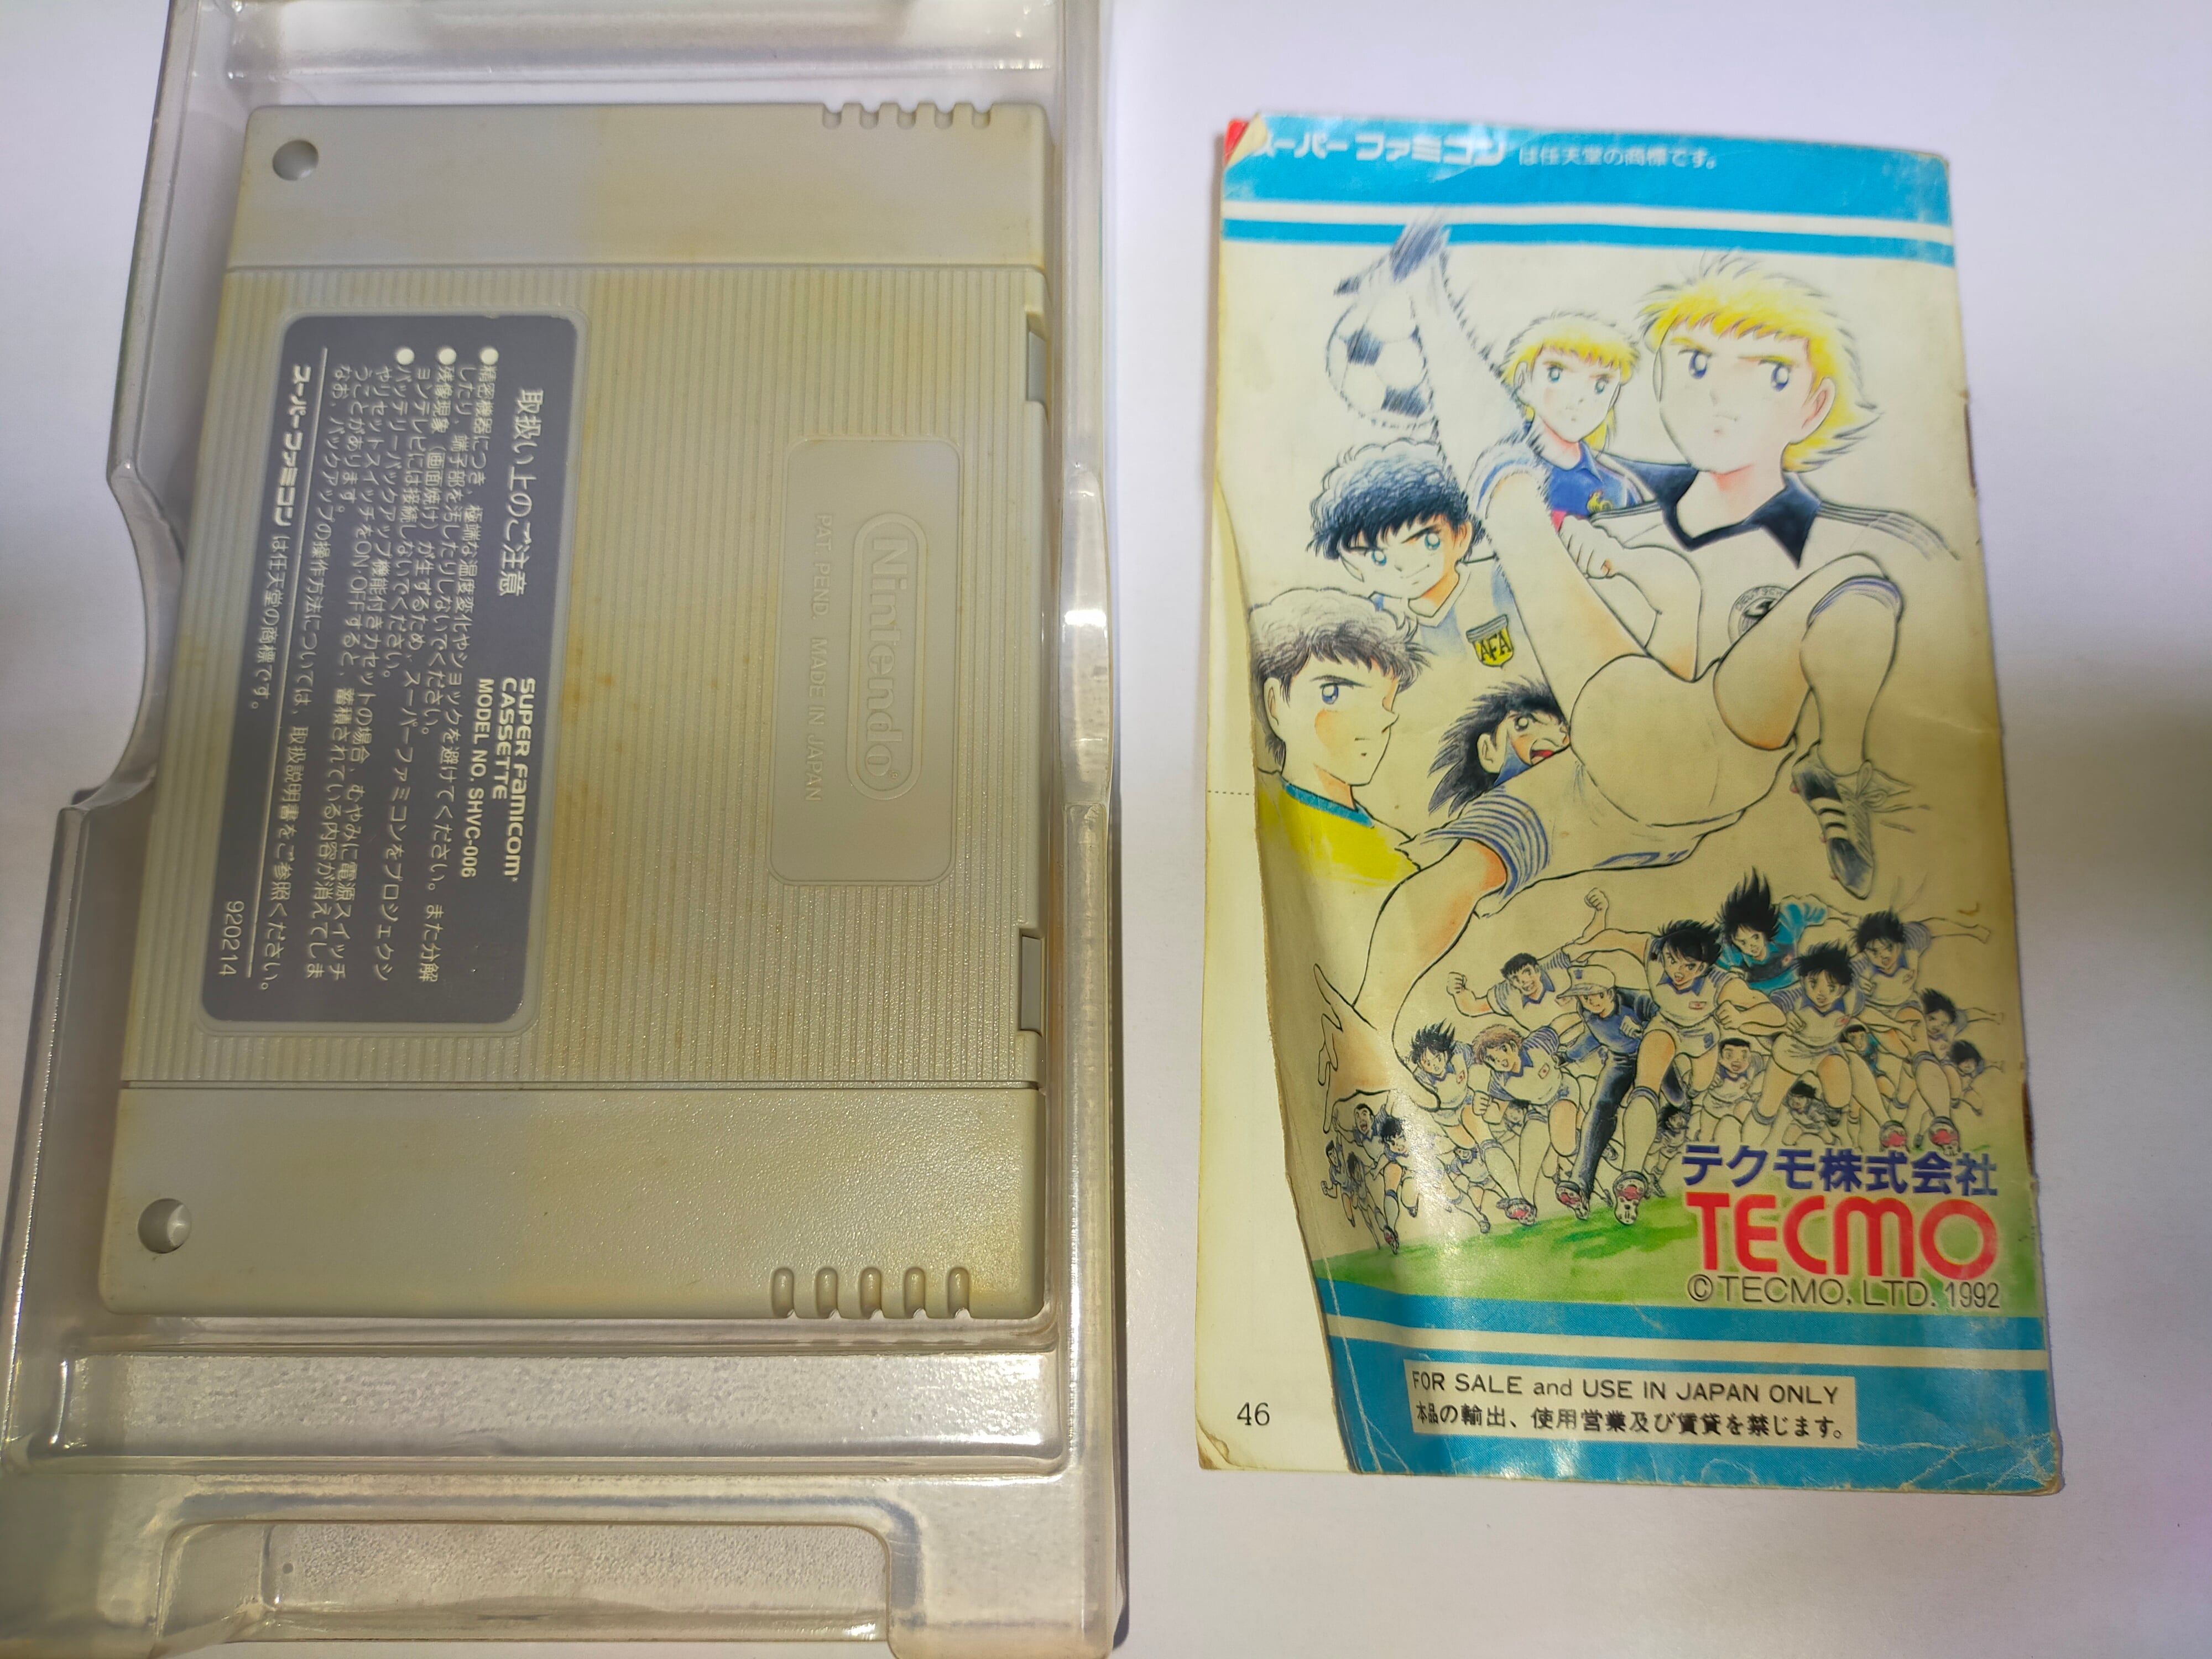 取扱い上のご注意
SUPER Famicom
CASSETTE
MODEL NO. SHVC-006
●精密機器につき、極端な温度変化やショックを避けてください。また分解
したり、端子部を汚したりしないでください。
●残像現象（画面焼け）が生ずるため、スーパーファミコンをプロジェクシ
ョンテレビには接続しないでください。
●バッテリーバックアップ機能付きカセットの場合、むやみに電源スイッチ
やリセットスイッチをON・OFFすると、蓄積されている内容が消えてしま
うことがあります。
なお、バックアップの操作方法については、取扱説明書をご参照ください。
スーパーファミコンは任天堂の商標です。
920214
Nintendo®
PAT. PEND. MADE IN JAPAN
スーパーファミコンは任天堂の商標です。
AFA
テクモ株式会社
TECMO
©TECMO, LTD. 1992
FOR SALE and USE IN JAPAN ONLY
本品の輸出、使用営業及び賃貸を禁じます。
46